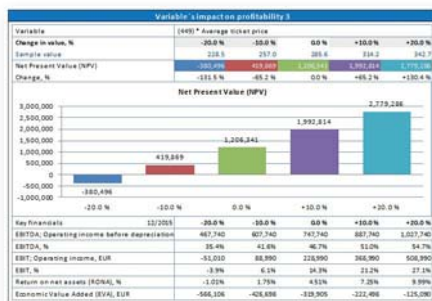 Variable´s impact on profitability 3
Variable (449) * Average ticket price
Change in value, % -20.0 % -10.0 % 0.0 % +10.0 % +20.0 %
Sample value 228.5 257.0 285.6 314.2 342.7
Net Present Value (NPV) -380,496 419,869 1,206,341 1,992,814 2,779,286
Change, % -131.5 % -65.2 % 0.0 % +65.2 % +130.4 %
Net Present Value (NPV)
3,000,000
2,500,000
2,000,000
1,500,000
1,000,000
500,000
0
-500,000
-1,000,000
-380,496
419,869
1,206,341
1,992,814
2,779,286
-20.0 % -10.0 % 0.0 % +10.0 % +20.0 %
Key financials 12/2015 -20.0 % -10.0 % 0.0 % +10.0 % +20.0 %
EBITDA; Operating income before depreciation 467,740 607,740 747,740 887,740 1,027,740
EBITDA, % 35.4% 41.6% 46.7% 51.0% 54.7%
EBIT; Operating income, EUR -51,010 88,990 228,990 368,990 508,990
EBIT, % -3.9% 6.1% 14.3% 21.2% 27.1%
Return on net assets (RONA), % -1.01% 1.75% 4.51% 7.25% 9.99%
Economic Value Added (EVA), EUR -566,106 -319,905 -222,498 -125,090